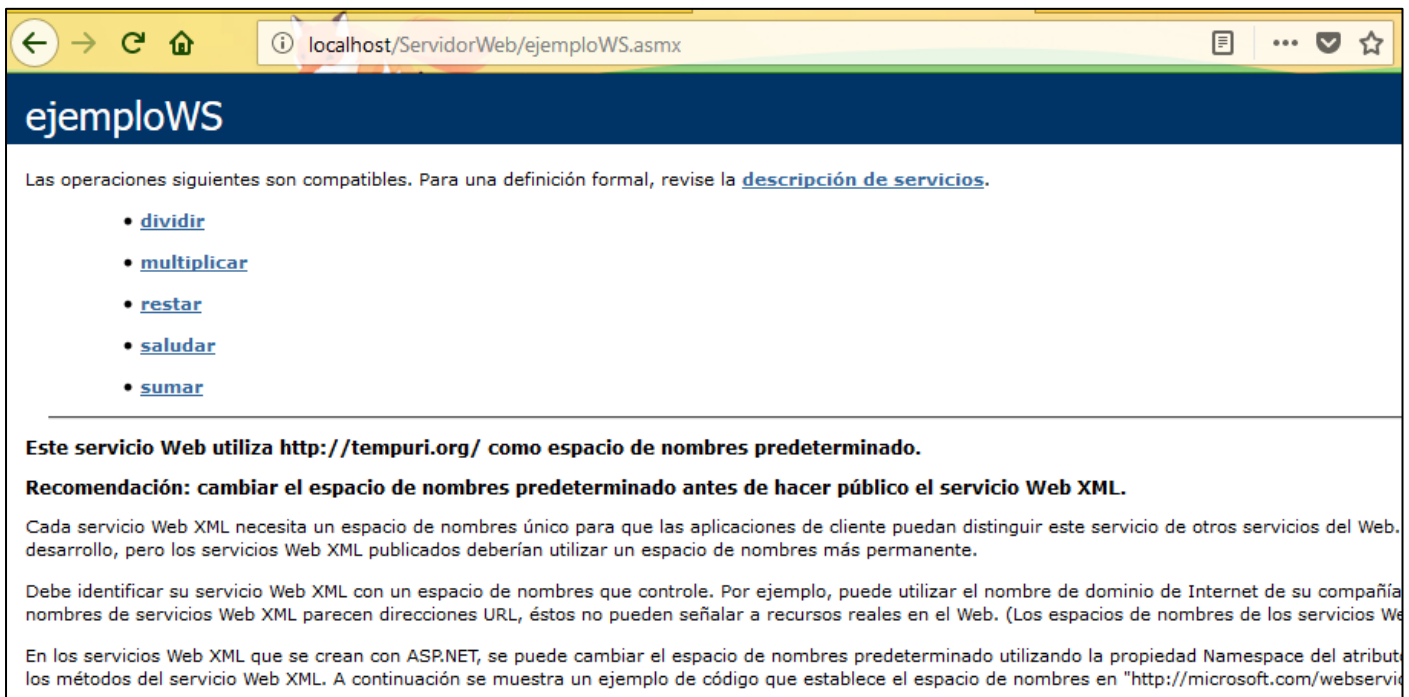 localhost/ServidorWeb/ejemploWS.asmx
ejemploWS
Las operaciones siguientes son compatibles. Para una definición formal, revise la descripción de servicios.
• dividir
• multiplicar
• restar
• saludar
• sumar
Este servicio Web utiliza http://tempuri.org/ como espacio de nombres predeterminado.
Recomendación: cambiar el espacio de nombres predeterminado antes de hacer público el servicio Web XML.
Cada servicio Web XML necesita un espacio de nombres único para que las aplicaciones de cliente puedan distinguir este servicio de otros servicios del Web.
desarrollo, pero los servicios Web XML publicados deberían utilizar un espacio de nombres más permanente.
Debe identificar su servicio Web XML con un espacio de nombres que controle. Por ejemplo, puede utilizar el nombre de dominio de Internet de su compañía
nombres de servicios Web XML parecen direcciones URL, éstos no pueden señalar a recursos reales en el Web. (Los espacios de nombres de los servicios
En los servicios Web XML que se crean con ASP.NET, se puede cambiar el espacio de nombres predeterminado utilizando la propiedad Namespace del
los métodos del servicio Web XML. A continuación se muestra un ejemplo de código que establece el espacio de nombres en